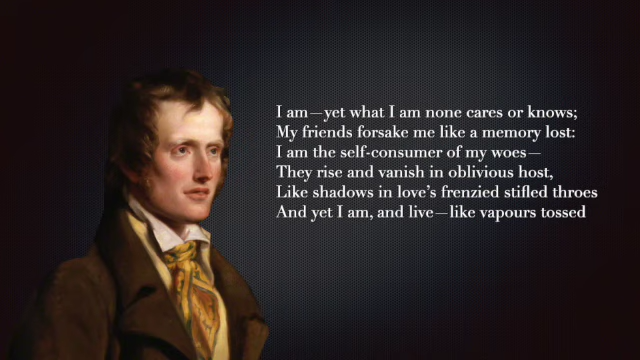 I am—yet what I am none cares or knows;
My friends forsake me like a memory lost:
I am the self-consumer of my woes—
They rise and vanish in oblivious host,
Like shadows in love’s frenzied stifled throes
And yet I am, and live—like vapours tossed